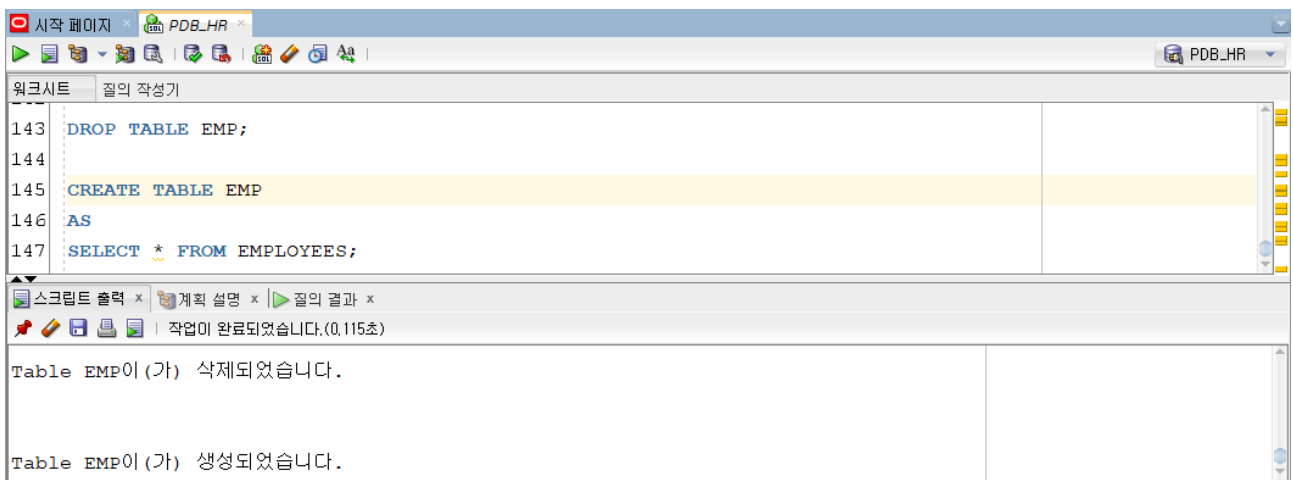 시작 페이지 PDB_HR
PDB_HR
워크시트 질의 작성기
143 DROP TABLE EMP;
144
145 CREATE TABLE EMP
146 AS
147 SELECT * FROM EMPLOYEES;
스크립트 출력 x 계획 설명 x 질의 결과 x
작업이 완료되었습니다.(0,115초)
Table EMP이(가) 삭제되었습니다.
Table EMP이(가) 생성되었습니다.